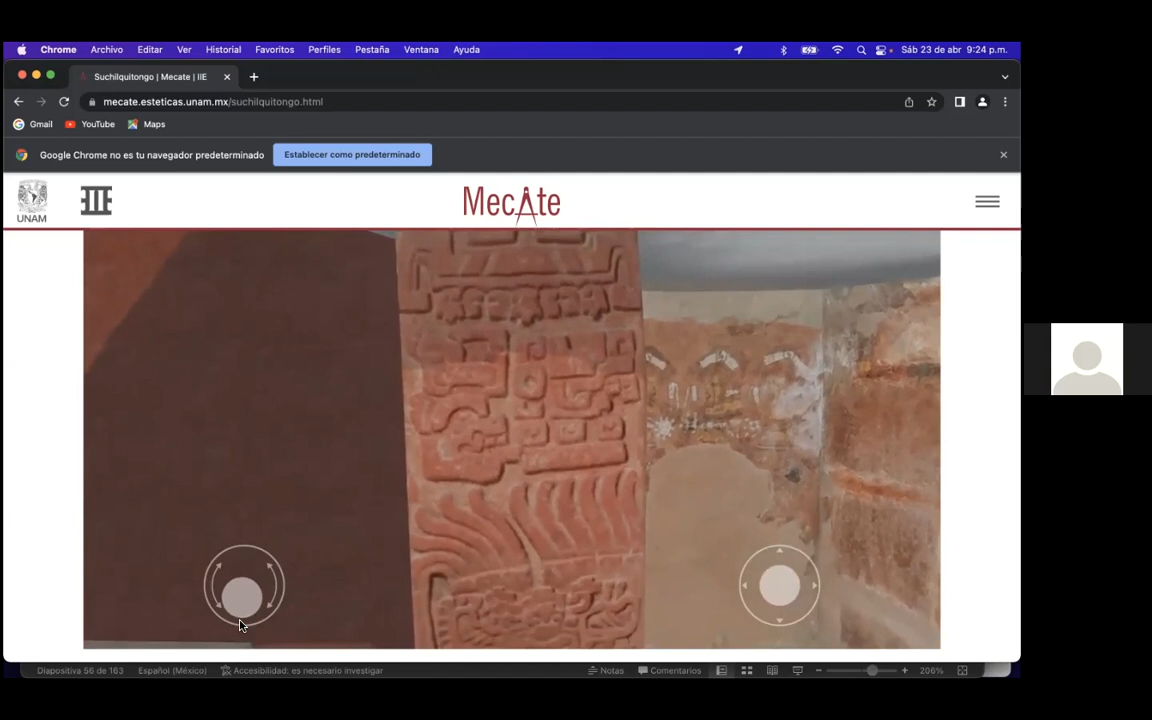 Chrome Archivo Editar Ver Historial Favoritos Perfiles Pestaña Ventana Ayuda Sáb 23 de abr 9:24 p.m.
Suchilquitongo | Mecate | IIE
mecate.esteticas.unam.mx/suchilquitongo.html
Gmail YouTube Maps
Google Chrome no es tu navegador predeterminado Establecer como predeterminado
UNAM MecAte
Diapositiva 56 de 163 Español (México) Accesibilidad: es necesario investigar Notas Comentarios 206%